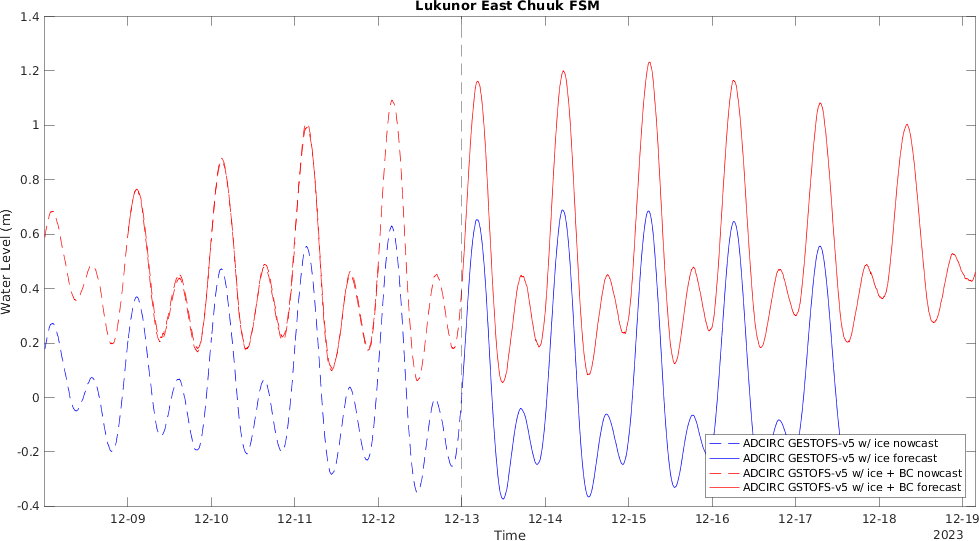 Lukunor East Chuuk FSM
Water Level (m)
1.4
1.2
1
0.8
0.6
0.4
0.2
0
-0.2
-0.4
ADCIRC GESTOFS-v5 w/ ice nowcast
ADCIRC GESTOFS-v5 w/ ice forecast
ADCIRC GSTOFS-v5 w/ ice + BC nowcast
ADCIRC GSTOFS-v5 w/ ice + BC forecast
12-09 12-10 12-11 12-12 12-13 12-14 12-15 12-16 12-17 12-18 12-19
Time
2023